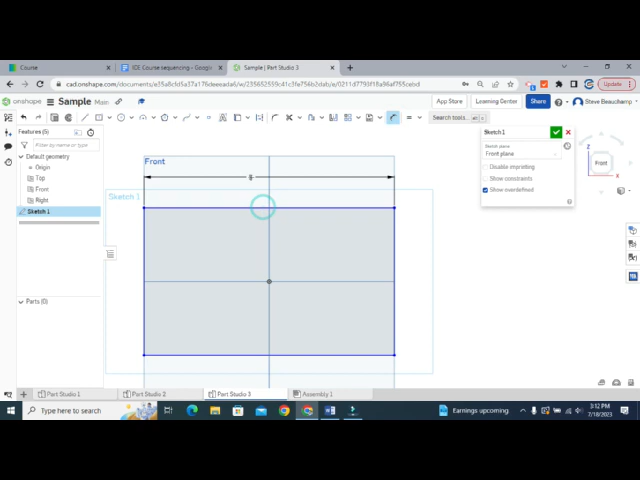 Course
IDE Course sequencing - Google
Sample | Part Studio 3
cad.onshape.com/documents/
Update
onshape
Sample
Main
App Store
Learning Center
Share
Steve Beauchamp
Search tools...
Features (5)
Filter by name or type
Default geometry
Origin
Top
Front
Right
Sketch 1
Parts (0)
Front
Sketch 1
Sketch 1
Sketch plane
Front plane
Disable imprinting
Show constraints
Show overdefined
Z
Front
X
Part Studio 1
Part Studio 2
Part Studio 3
Assembly 1
Type here to search
Earnings upcoming
3:12 PM
7/18/2023